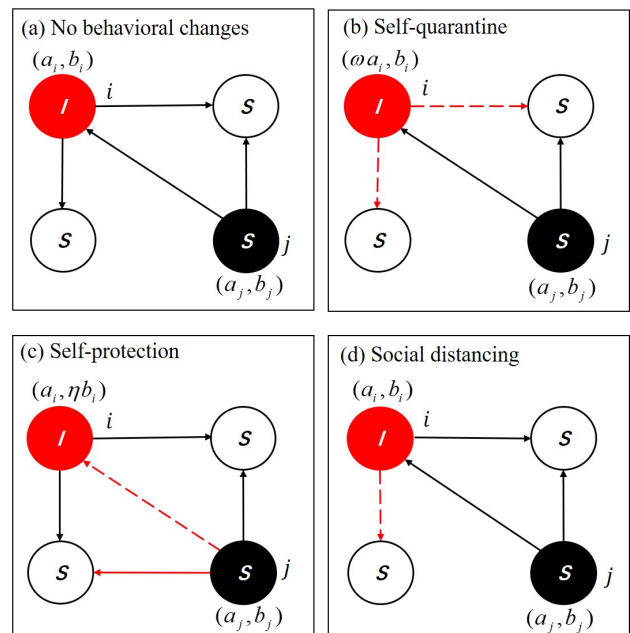 (a) No behavioral changes
(a_i, b_i)
i
I
S
S
S
j
(a_j, b_j)
(b) Self-quarantine
(ωa_i, b_i)
i
I
S
S
S
j
(a_j, b_j)
(c) Self-protection
(a_i, ηb_i)
i
I
S
S
S
j
(a_j, b_j)
(d) Social distancing
(a_i, b_i)
i
I
S
S
S
j
(a_j, b_j)